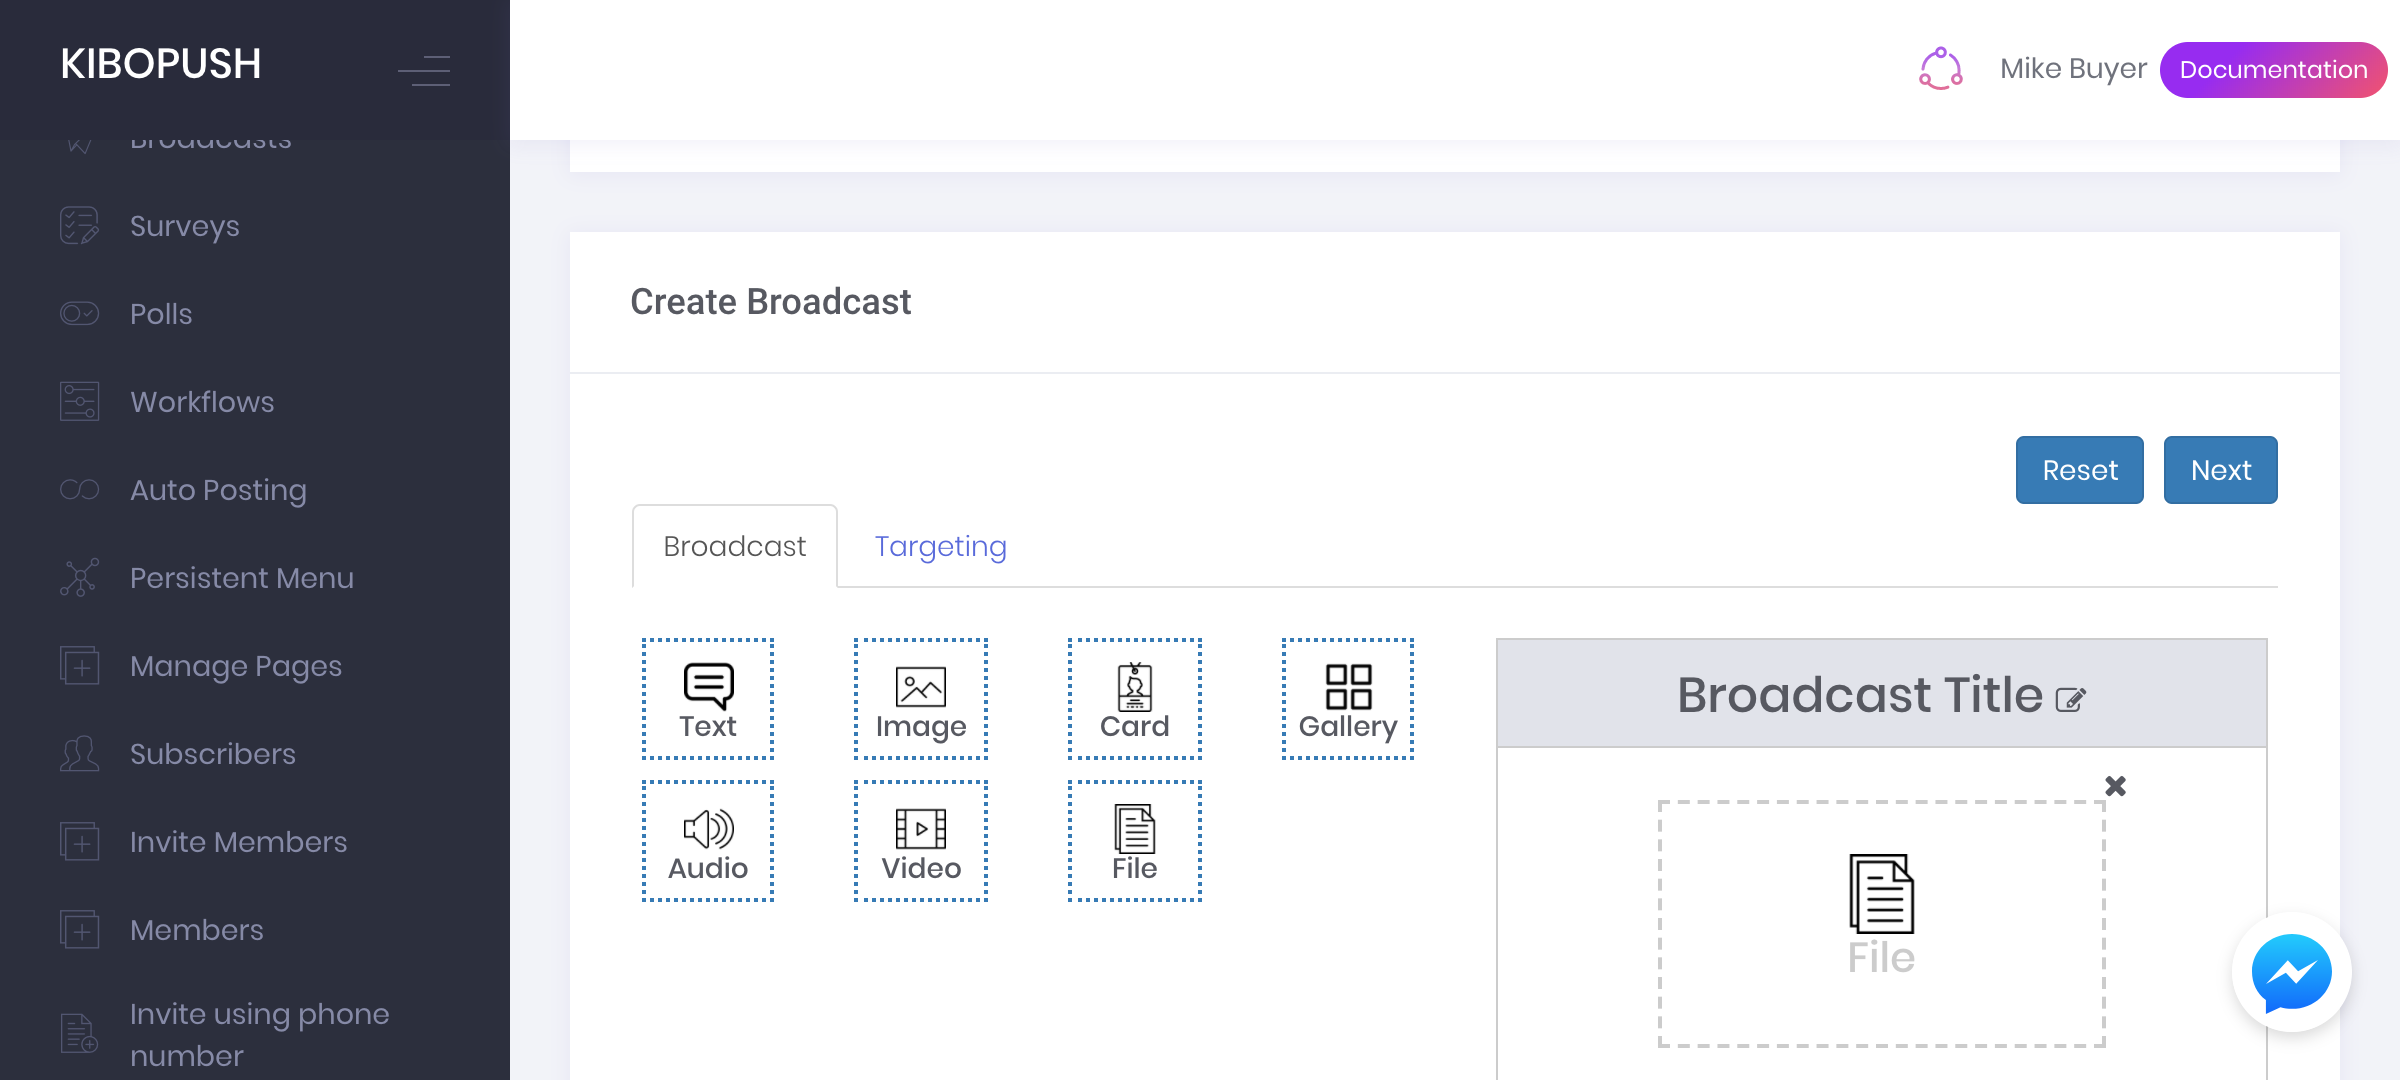 KIBOPUSH
Mike Buyer
Documentation
Broadcasts
Surveys
Polls
Workflows
Auto Posting
Persistent Menu
Manage Pages
Subscribers
Invite Members
Members
Invite using phone
number
Create Broadcast
Reset
Next
Broadcast
Targeting
Text
Image
Card
Gallery
Audio
Video
File
Broadcast Title
File